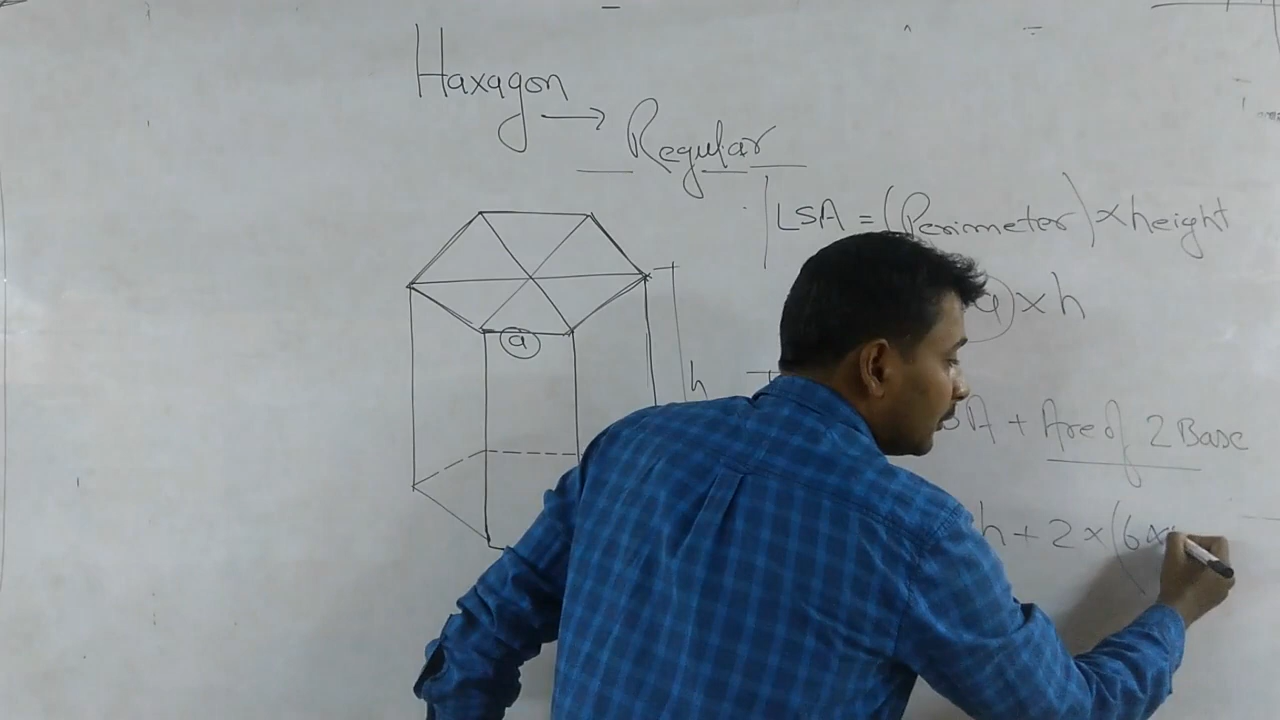 Haxagon
→ Regular
LSA = (Perimeter) × height
a) × h
a
h
A + Are of 2 Base
h + 2 × (6 ×